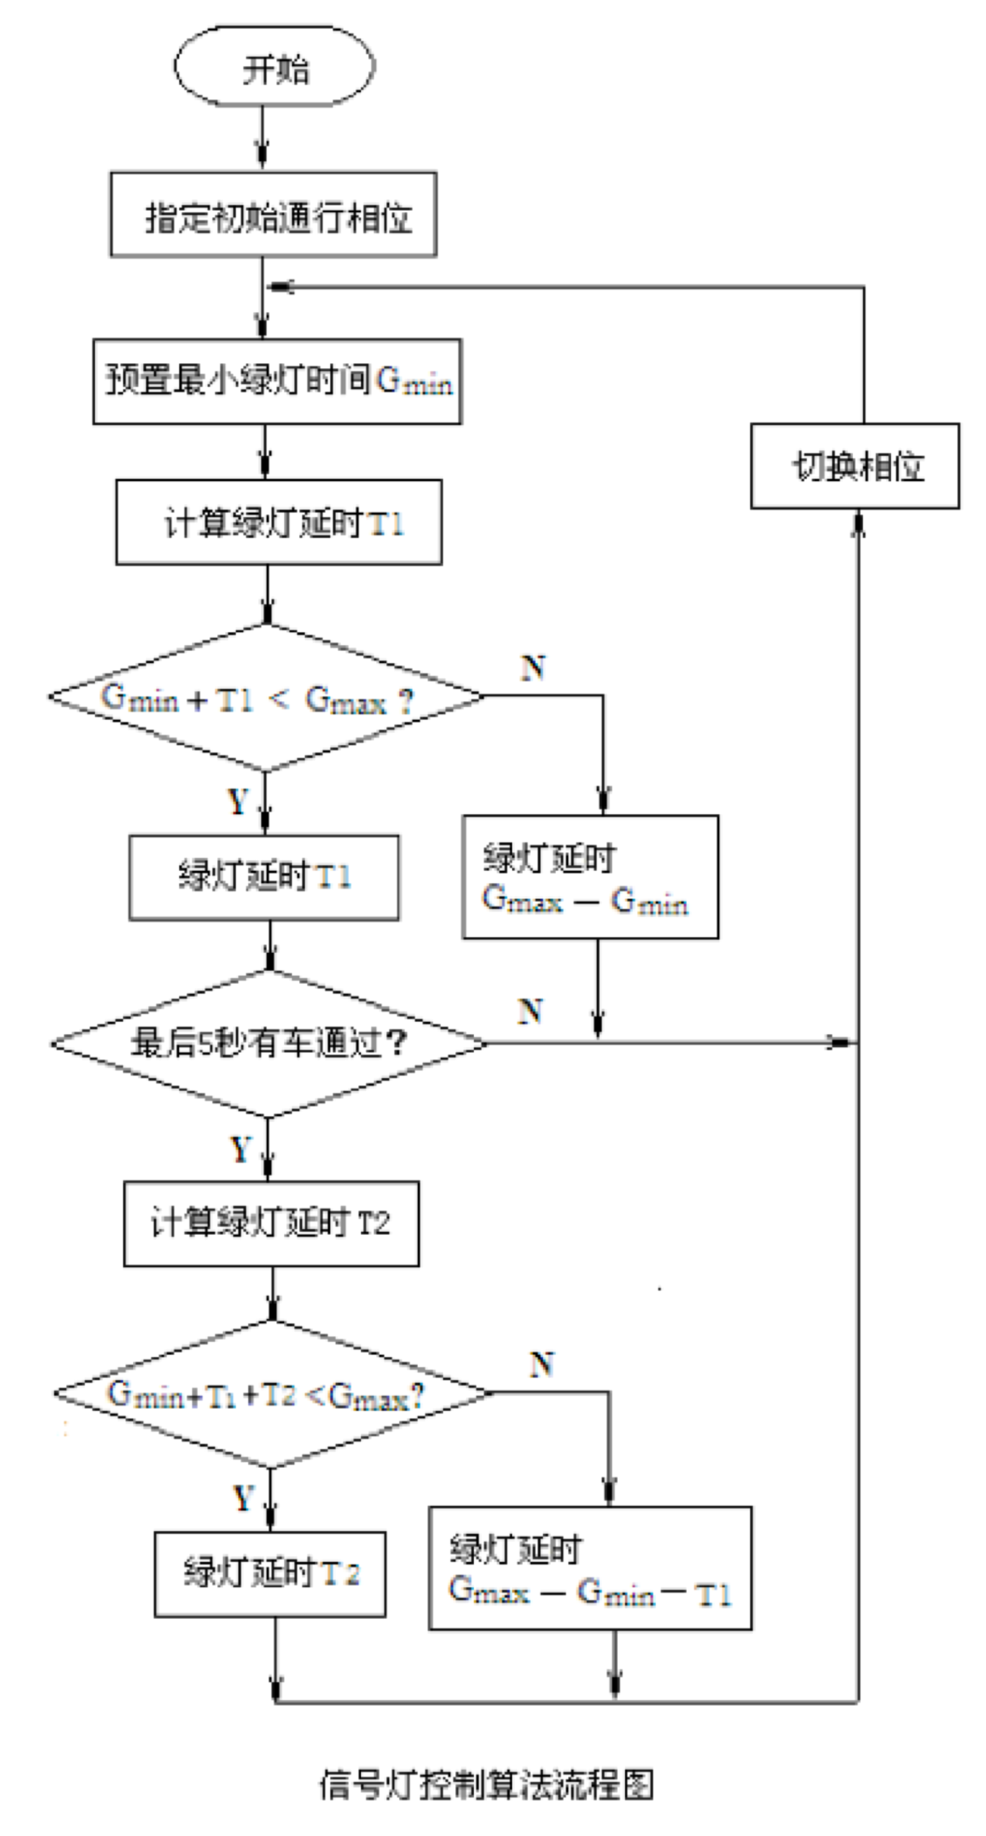 开始
指定初始通行相位
预置最小绿灯时间Gmin
切换相位
计算绿灯延时T1
Gmin+T1 < Gmax ?
N
Y
绿灯延时T1
绿灯延时
Gmax — Gmin
最后5秒有车通过?
N
Y
计算绿灯延时T2
Gmin+T1+T2<Gmax?
N
Y
绿灯延时T2
绿灯延时
Gmax — Gmin—T1
信号灯控制算法流程图